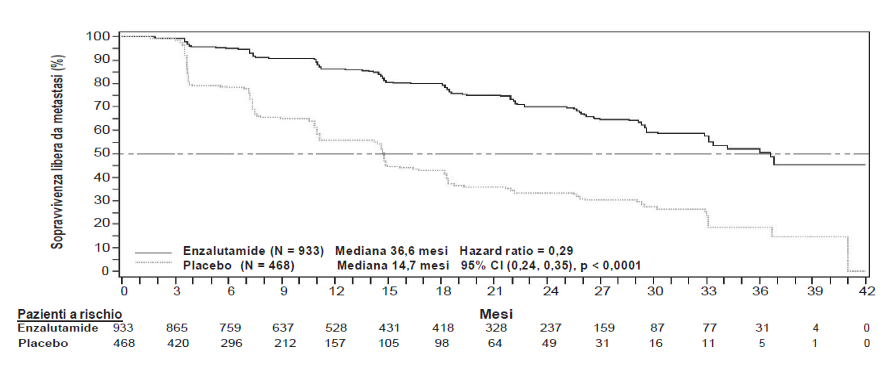 Sopravvivenza libera da metastasi (%)
100
90
80
70
60
50
40
30
20
10
0
Enzalutamide (N = 933) Mediana 36,6 mesi Hazard ratio = 0,29
Placebo (N = 468) Mediana 14,7 mesi 95% CI (0,24, 0,35), p < 0,0001
0 3 6 9 12 15 18 21 24 27 30 33 36 39 42
Pazienti a rischio Mesi
Enzalutamide 933 865 759 637 528 431 418 328 237 159 87 77 31 4 0
Placebo 468 420 296 212 157 105 98 64 49 31 16 11 5 1 0